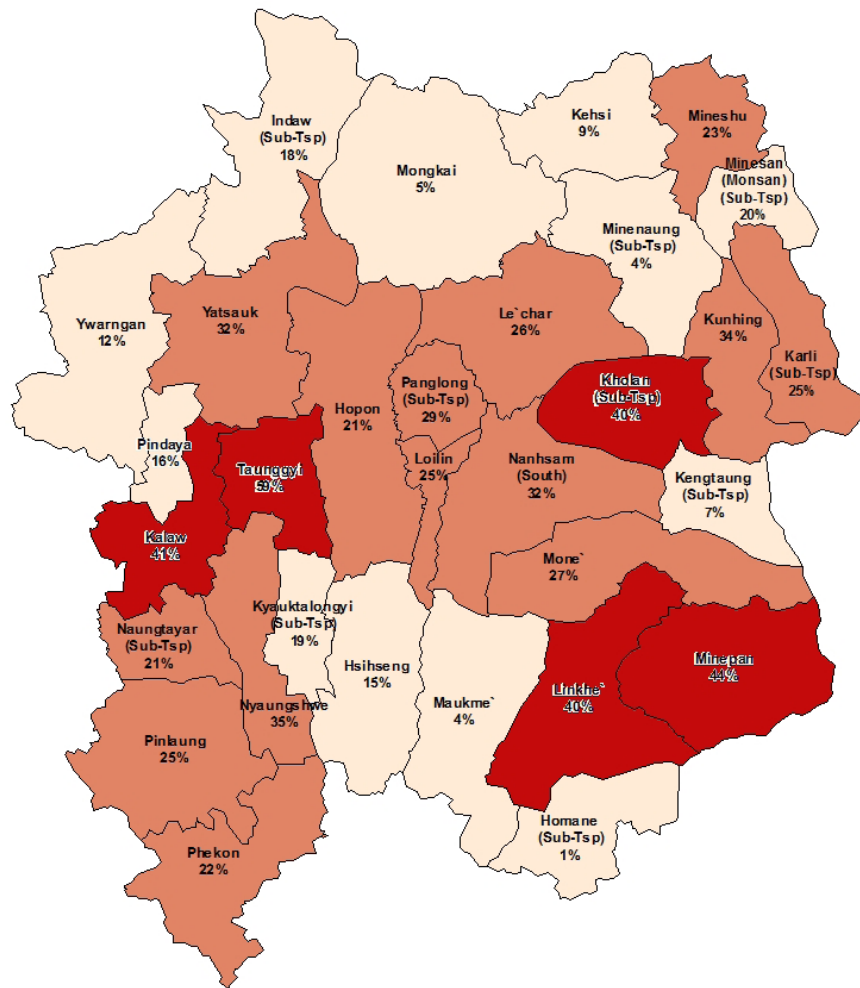 Indaw
(Sub-Tsp)
18%
Kehsi
9%
Mineshu
23%
Mongkai
5%
Minesan
(Monsan)
(Sub-Tsp)
20%
Minenaung
(Sub-Tsp)
4%
Ywarngan
12%
Yatsauk
32%
Le`char
26%
Kunhing
34%
Karli
(Sub-Tsp)
25%
Panglong
(Sub-Tsp)
29%
Kholan
(Sub-Tsp)
40%
Hopon
21%
Pindaya
16%
Taunggyi
59%
Loilin
25%
Nanhsam
(South)
32%
Kengtaung
(Sub-Tsp)
7%
Kalaw
41%
Mone`
27%
Kyauktalongyi
(Sub-Tsp)
19%
Naungtayar
(Sub-Tsp)
21%
Hsihseng
15%
Maukme`
4%
Linkhe`
40%
Minepan
44%
Nyaungshwe
35%
Pinlaung
25%
Homane
(Sub-Tsp)
1%
Phekon
22%